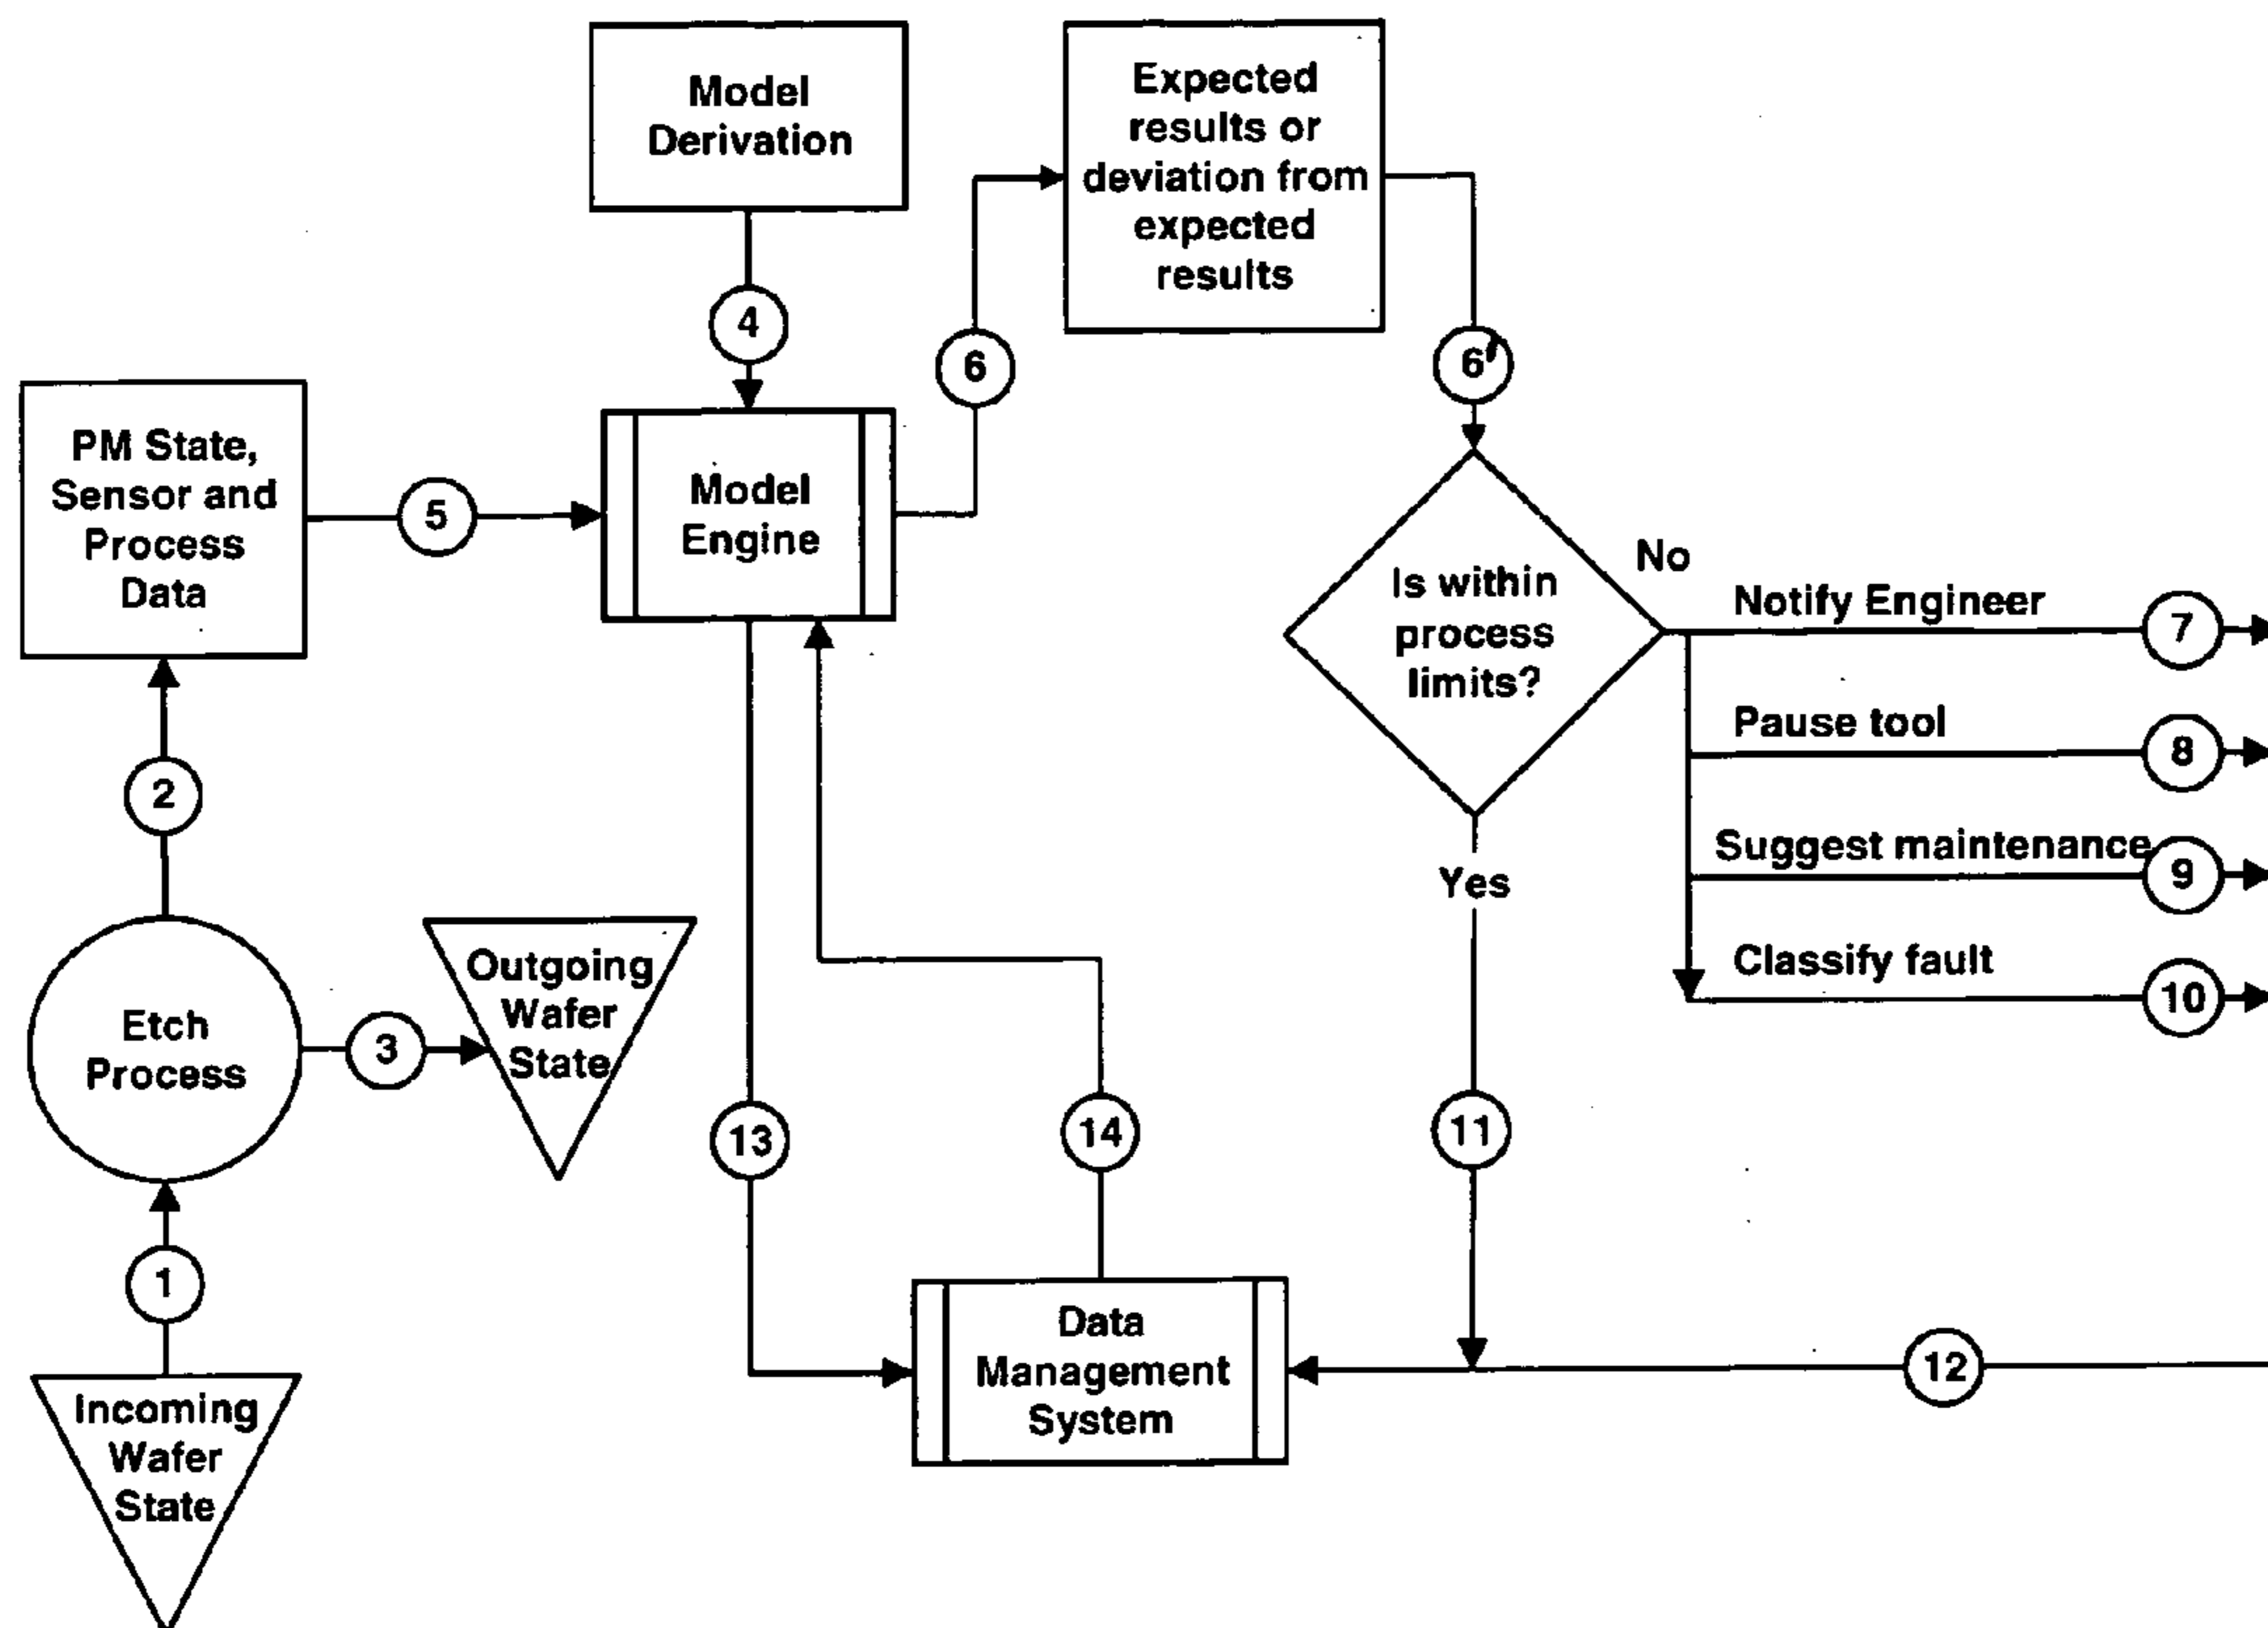 Model
Derivation
Expected
results or
deviation from
expected
results
4
6
6'
PM State,
Sensor and
Process
Data
5
Model
Engine
No
Is within
process
limits?
Notify Engineer
7
Pause tool
8
2
Suggest maintenance
9
Yes
Classify fault
10
Outgoing
Wafer
State
Etch
Process
3
13
14
11
1
Data
Management
System
12
Incoming
Wafer
State